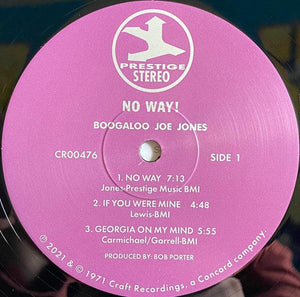 PRESTIGE
STEREO
NO WAY!
BOOGALOO JOE JONES
CR00476 SIDE 1
1. NO WAY 7:13
Jones-Prestige Music BMI
2. IF YOU WERE MINE 4:48
Lewis-BMI
3. GEORGIA ON MY MIND 5:55
Carmichael/Garrell-BMI
PRODUCED BY: BOB PORTER
℗ 2021 & © 1971 Craft Recordings, a Concord company.